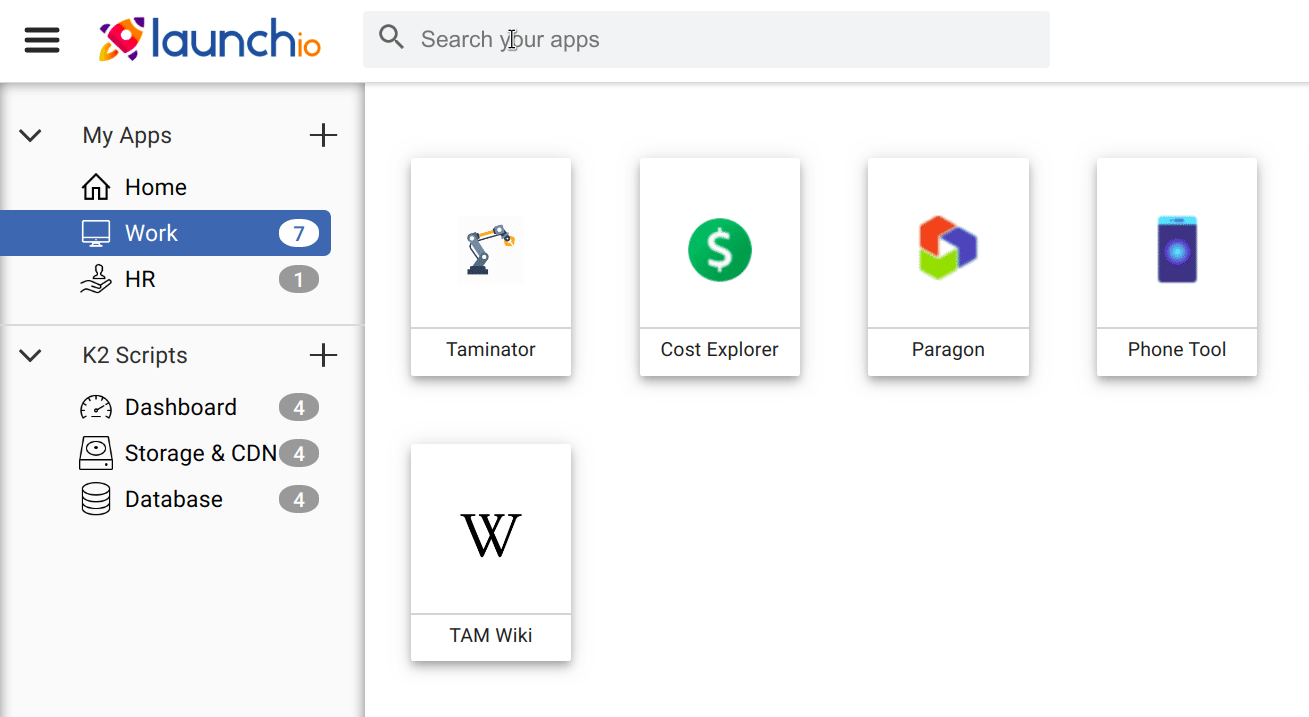 launchio
Search your apps
My Apps
Home
Work 7
HR 1
K2 Scripts
Dashboard 4
Storage & CDN 4
Database 4
$
Taminator
Cost Explorer
Paragon
Phone Tool
W
TAM Wiki